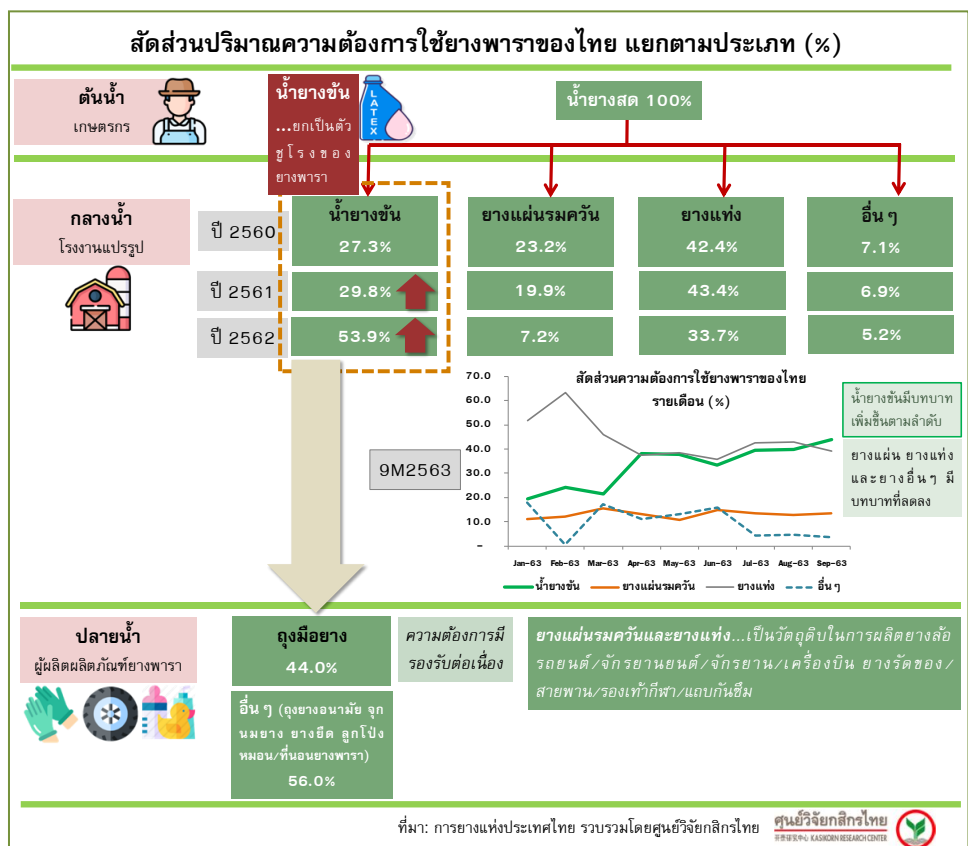 สัดส่วนปริมาณความต้องการใช้ยางพาราของไทย แยกตามประเภท (%)
ต้นน้ำ
เกษตรกร
น้ำยางข้น
...ยกเป็นตัว
ชูโรงของ
ยางพารา
LATEX
น้ำยางสด 100%
กลางน้ำ
โรงงานแปรรูป
ปี 2560
น้ำยางข้น
27.3%
ยางแผ่นรมควัน
23.2%
ยางแท่ง
42.4%
อื่น ๆ
7.1%
ปี 2561
29.8%
19.9%
43.4%
6.9%
ปี 2562
53.9%
7.2%
33.7%
5.2%
9M2563
สัดส่วนความต้องการใช้ยางพาราของไทย
รายเดือน (%)
70.0
60.0
50.0
40.0
30.0
20.0
10.0
–
Jan-63 Feb-63 Mar-63 Apr-63 May-63 Jun-63 Jul-63 Aug-63 Sep-63
น้ำยางข้น ยางแผ่นรมควัน ยางแท่ง อื่น ๆ
น้ำยางข้นมีบทบาท
เพิ่มขึ้นตามลำดับ
ยางแผ่น ยางแท่ง
และยางอื่นๆ มี
บทบาทที่ลดลง
ปลายน้ำ
ผู้ผลิตผลิตภัณฑ์ยางพารา
ถุงมือยาง
44.0%
อื่น ๆ (ถุงยางอนามัย จุก
นมยาง ยางยืด ลูกโป่ง
หมอน/ที่นอนยางพารา)
56.0%
ความต้องการมี
รองรับต่อเนื่อง
ยางแผ่นรมควันและยางแท่ง...เป็นวัตถุดิบในการผลิตยางล้อ
รถยนต์/จักรยานยนต์/จักรยาน/เครื่องบิน ยางรัดของ/
สายพาน/รองเท้ากีฬา/แถบกันซึม
ที่มา: การยางแห่งประเทศไทย รวบรวมโดยศูนย์วิจัยกสิกรไทย
ศูนย์วิจัยกสิกรไทย
KASIKORN RESEARCH CENTER